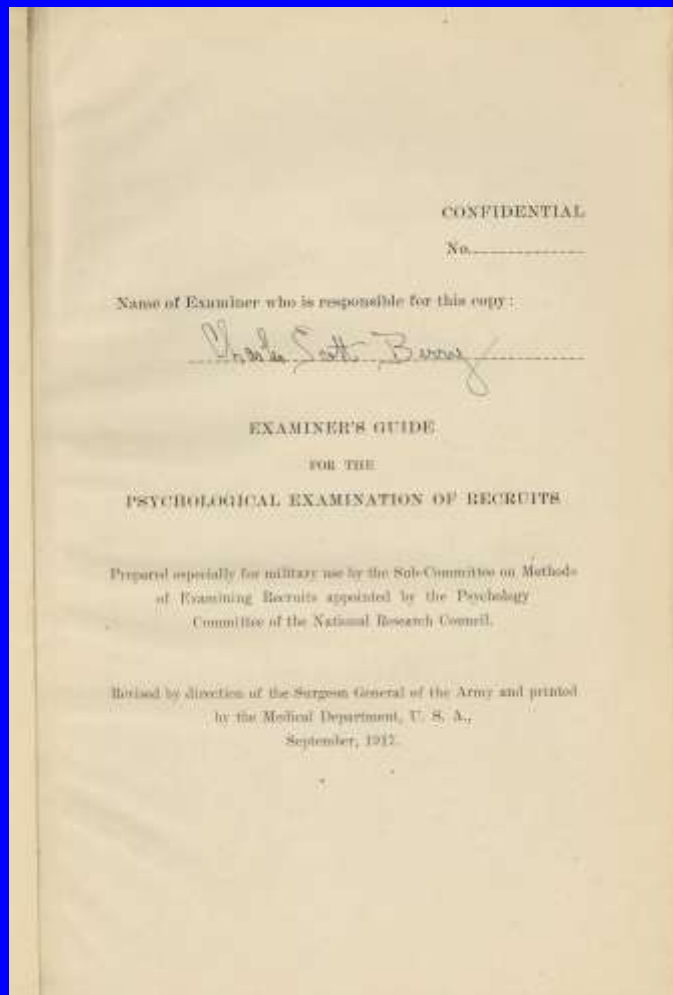 CONFIDENTIAL
No.
Name of Examiner who is responsible for this copy:
Charles Scott Berry
EXAMINER'S GUIDE
FOR THE
PSYCHOLOGICAL EXAMINATION OF RECRUITS
Prepared especially for military use by the Sub-Committee on Methods
of Examining Recruits appointed by the Psychology
Committee of the National Research Council.
Revised by direction of the Surgeon General of the Army and printed
by the Medical Department, U. S. A.,
September, 1917.